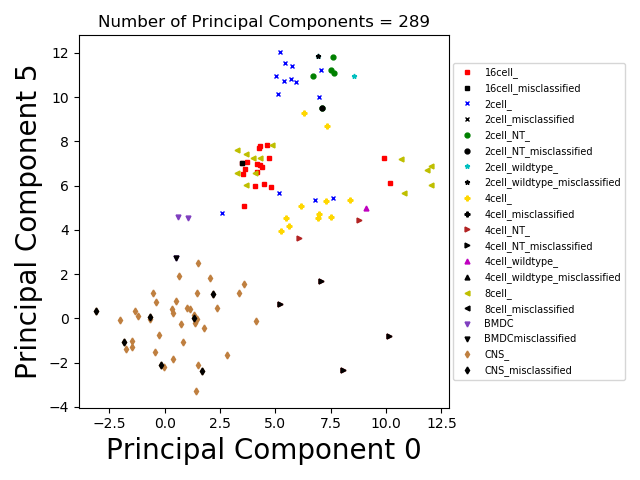 Number of Principal Components = 289
Principal Component 5
12
10
8
6
4
2
0
−2
−4
−2.5
0.0
2.5
5.0
7.5
10.0
12.5
Principal Component 0
16cell_
16cell_misclassified
2cell_
2cell_misclassified
2cell_NT_
2cell_NT_misclassified
2cell_wildtype_
2cell_wildtype_misclassified
4cell_
4cell_misclassified
4cell_NT_
4cell_NT_misclassified
4cell_wildtype_
4cell_wildtype_misclassified
8cell_
8cell_misclassified
BMDC
BMDCmisclassified
CNS_
CNS_misclassified